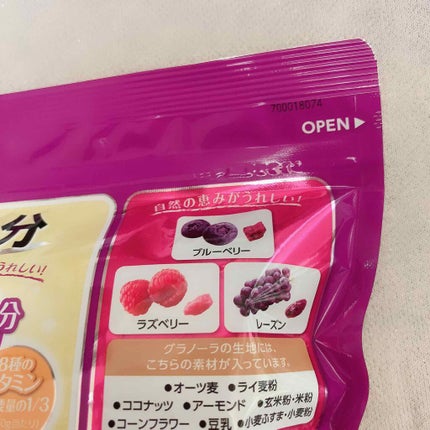 700018074
OPEN
分
自然の恵みがうれしい!
うれしい!
ブルーベリー
分
ラズベリー
レーズン
8種の
タミン
量の1/3
グラノーラの生地には、
こちらの素材が入っています。
●オーツ麦 ●ライ麦粉
●ココナッツ ●アーモンド ●玄米粉・米粉
●コーンフラワー ●豆乳 ●小麦ふすま・小麦粉